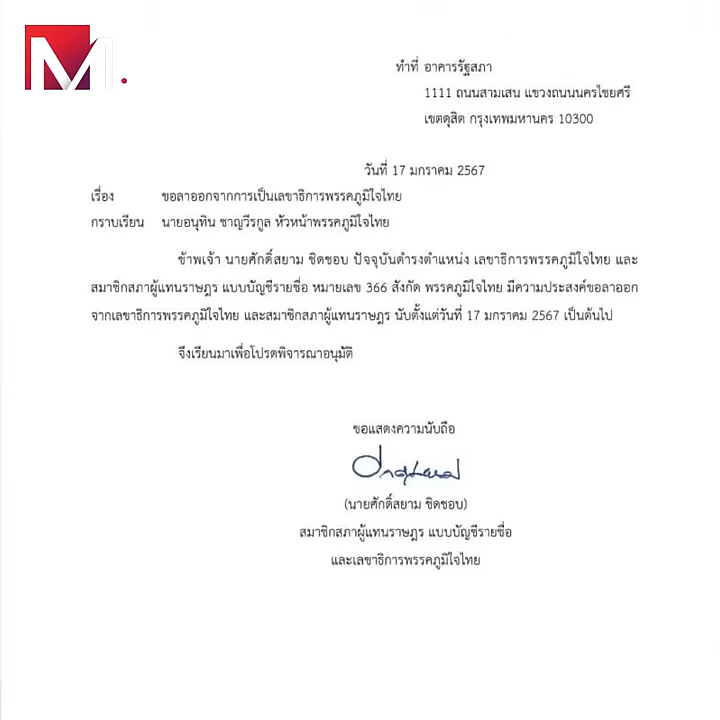 M.
ทำที่ อาคารรัฐสภา
1111 ถนนสามเสน แขวงถนนนครไชยศรี
เขตดุสิต กรุงเทพมหานคร 10300
วันที่ 17 มกราคม 2567
เรื่อง ขอลาออกจากการเป็นเลขาธิการพรรคภูมิใจไทย
กราบเรียน นายอนุทิน ชาญวีรกูล หัวหน้าพรรคภูมิใจไทย
ข้าพเจ้า นายศักดิ์สยาม ชิดชอบ ปัจจุบันดำรงตำแหน่ง เลขาธิการพรรคภูมิใจไทย และ
สมาชิกสภาผู้แทนราษฎร แบบบัญชีรายชื่อ หมายเลข 366 สังกัด พรรคภูมิใจไทย มีความประสงค์ขอลาออก
จากเลขาธิการพรรคภูมิใจไทย และสมาชิกสภาผู้แทนราษฎร นับตั้งแต่วันที่ 17 มกราคม 2567 เป็นต้นไป
จึงเรียนมาเพื่อโปรดพิจารณาอนุมัติ
ขอแสดงความนับถือ
(นายศักดิ์สยาม ชิดชอบ)
สมาชิกสภาผู้แทนราษฎร แบบบัญชีรายชื่อ
และเลขาธิการพรรคภูมิใจไทย